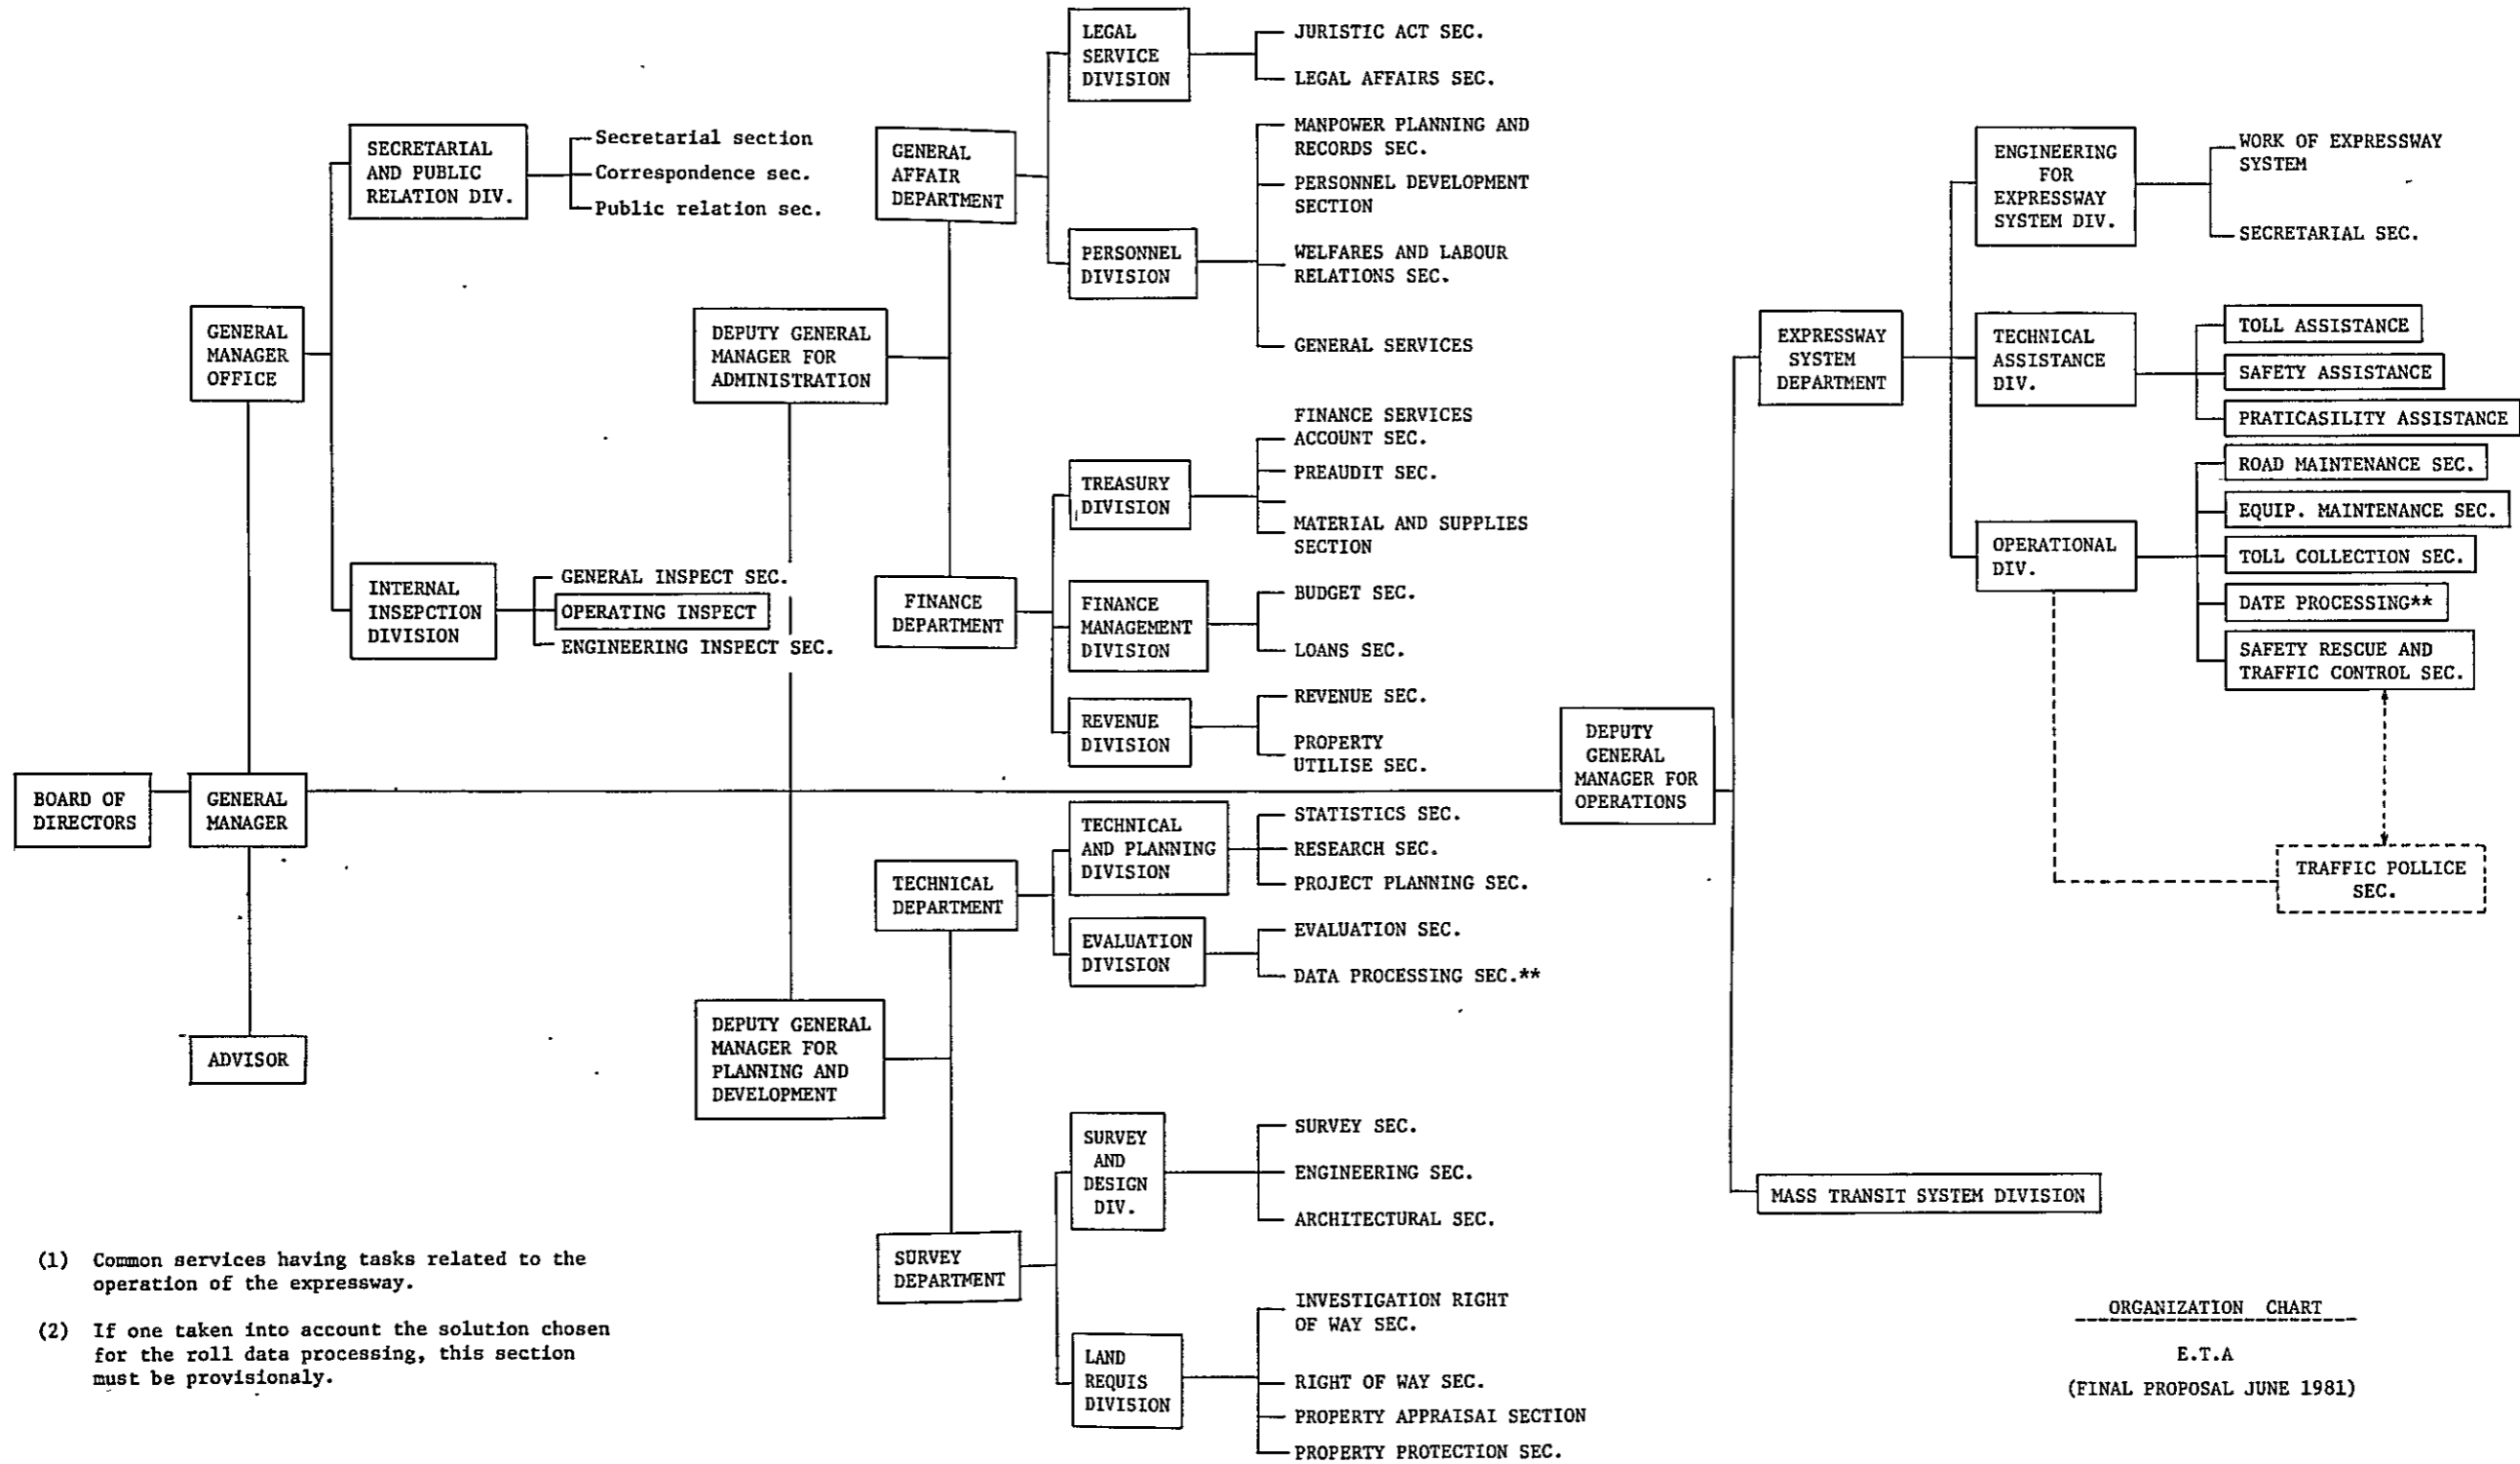 BOARD OF
DIRECTORS
GENERAL
MANAGER
ADVISOR
GENERAL
MANAGER
OFFICE
SECRETARIAL
AND PUBLIC
RELATION DIV.
Secretarial section
Correspondence sec.
Public relation sec.
INTERNAL
INSEPCTION
DIVISION
GENERAL INSPECT SEC.
OPERATING INSPECT
ENGINEERING INSPECT SEC.
DEPUTY GENERAL
MANAGER FOR
ADMINISTRATION
GENERAL
AFFAIR
DEPARTMENT
LEGAL
SERVICE
DIVISION
JURISTIC ACT SEC.
LEGAL AFFAIRS SEC.
PERSONNEL
DIVISION
MANPOWER PLANNING AND
RECORDS SEC.
PERSONNEL DEVELOPMENT
SECTION
WELFARES AND LABOUR
RELATIONS SEC.
GENERAL SERVICES
FINANCE
DEPARTMENT
TREASURY
DIVISION
FINANCE SERVICES
ACCOUNT SEC.
PREAUDIT SEC.
MATERIAL AND SUPPLIES
SECTION
FINANCE
MANAGEMENT
DIVISION
BUDGET SEC.
LOANS SEC.
REVENUE
DIVISION
REVENUE SEC.
PROPERTY
UTILISE SEC.
DEPUTY GENERAL
MANAGER FOR
PLANNING AND
DEVELOPMENT
TECHNICAL
DEPARTMENT
TECHNICAL
AND PLANNING
DIVISION
STATISTICS SEC.
RESEARCH SEC.
PROJECT PLANNING SEC.
EVALUATION
DIVISION
EVALUATION SEC.
DATA PROCESSING SEC.**
SURVEY
DEPARTMENT
SURVEY
AND
DESIGN
DIV.
SURVEY SEC.
ENGINEERING SEC.
ARCHITECTURAL SEC.
LAND
REQUIS
DIVISION
INVESTIGATION RIGHT
OF WAY SEC.
RIGHT OF WAY SEC.
PROPERTY APPRAISAI SECTION
PROPERTY PROTECTION SEC.
DEPUTY
GENERAL
MANAGER FOR
OPERATIONS
EXPRESSWAY
SYSTEM
DEPARTMENT
ENGINEERING
FOR
EXPRESSWAY
SYSTEM DIV.
WORK OF EXPRESSWAY
SYSTEM
SECRETARIAL SEC.
TECHNICAL
ASSISTANCE
DIV.
TOLL ASSISTANCE
SAFETY ASSISTANCE
PRATICASILITY ASSISTANCE
OPERATIONAL
DIV.
ROAD MAINTENANCE SEC.
EQUIP. MAINTENANCE SEC.
TOLL COLLECTION SEC.
DATE PROCESSING**
SAFETY RESCUE AND
TRAFFIC CONTROL SEC.
TRAFFIC POLLICE
SEC.
MASS TRANSIT SYSTEM DIVISION
(1) Common services having tasks related to the
operation of the expressway.
(2) If one taken into account the solution chosen
for the roll data processing, this section
must be provisionaly.
ORGANIZATION CHART
E.T.A
(FINAL PROPOSAL JUNE 1981)